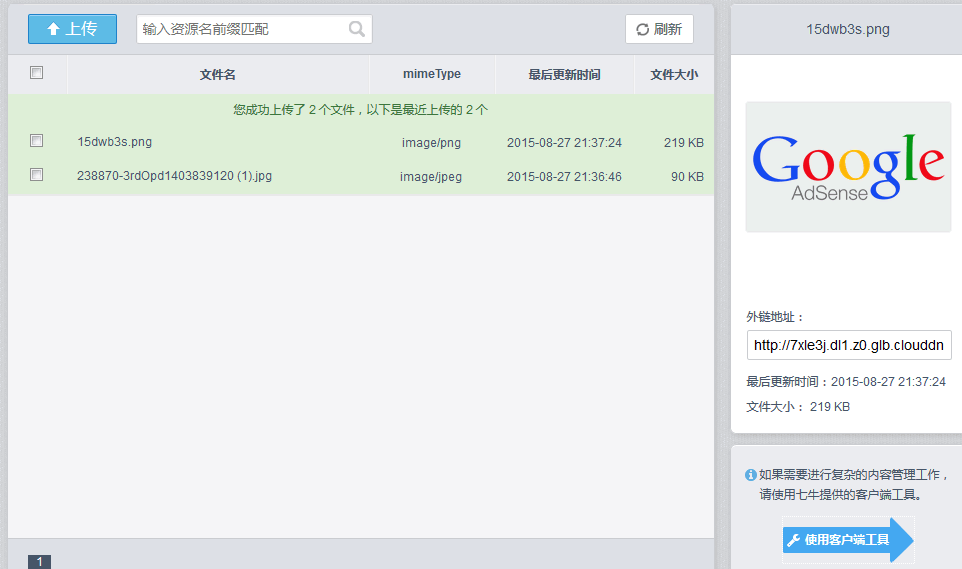 上传
输入资源名前缀匹配
刷新
文件名 mimeType 最后更新时间 文件大小
您成功上传了 2 个文件，以下是最近上传的 2 个
15dwb3s.png image/png 2015-08-27 21:37:24 219 KB
238870-3rdOpd1403839120 (1).jpg image/jpeg 2015-08-27 21:36:46 90 KB
1
15dwb3s.png
Google
AdSense
外链地址：
http://7xle3j.dl1.z0.glb.clouddn
最后更新时间：2015-08-27 21:37:24
文件大小： 219 KB
如果需要进行复杂的内容管理工作，
请使用七牛提供的客户端工具。
使用客户端工具